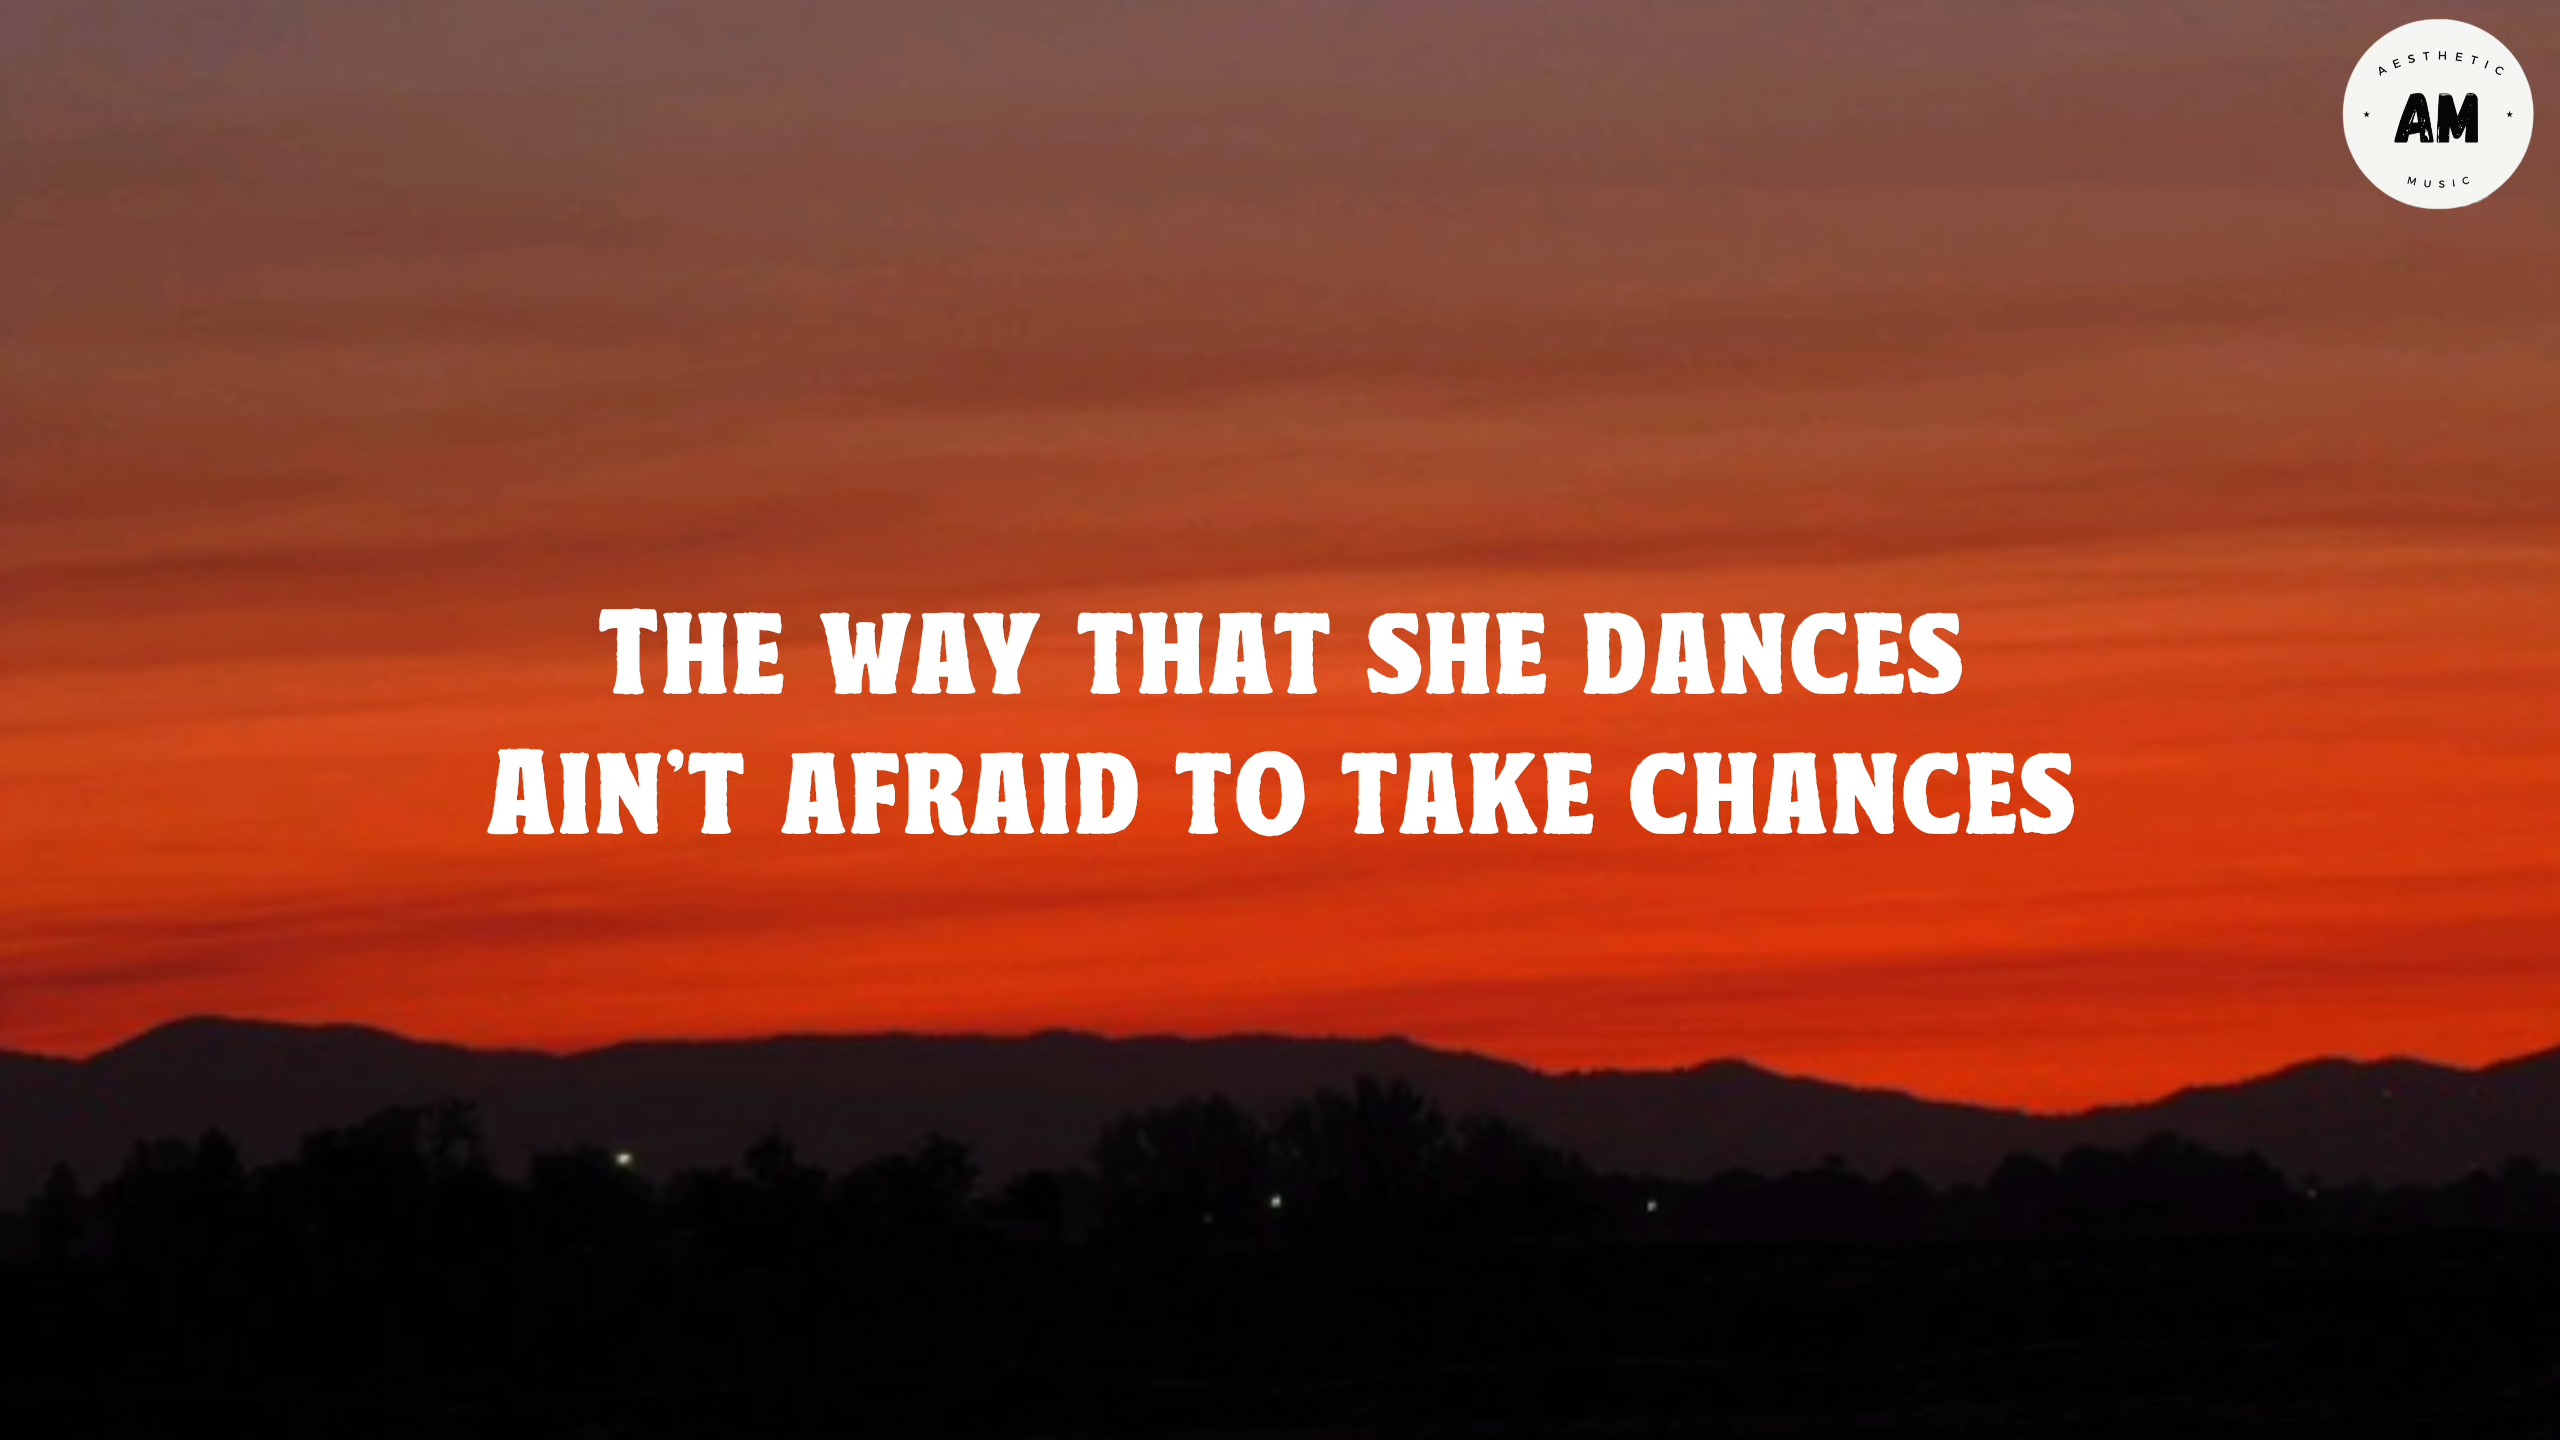 AESTHETIC
AM
MUSIC
The way that she dances
Ain't afraid to take chances